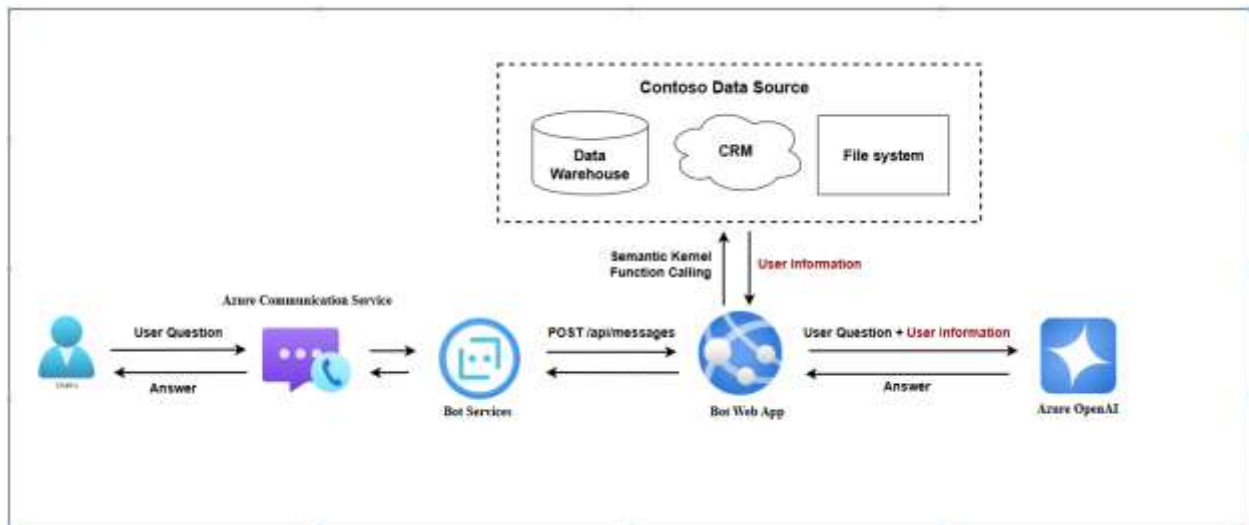 Contoso Data Source
Data
Warehouse
CRM
File system
Semantic Kernel
Function Calling
User Information
Azure Communication Service
User Question
Answer
Users
Bot Services
POST /api/messages
Bot Web App
User Question + User Information
Answer
Azure OpenAI